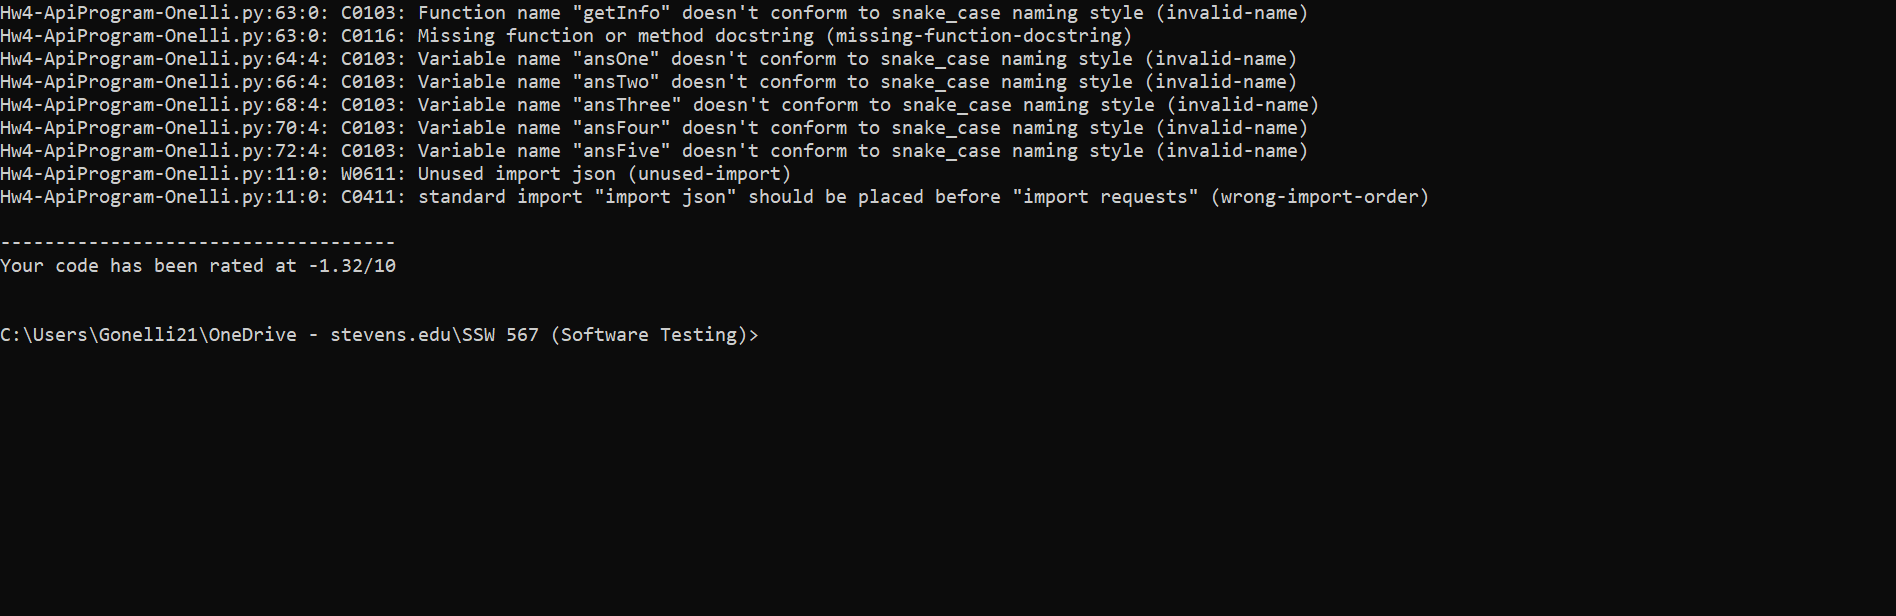 Hw4-ApiProgram-Onelli.py:63:0: C0103: Function name "getInfo" doesn't conform to snake_case naming style (invalid-name)
Hw4-ApiProgram-Onelli.py:63:0: C0116: Missing function or method docstring (missing-function-docstring)
Hw4-ApiProgram-Onelli.py:64:4: C0103: Variable name "ansOne" doesn't conform to snake_case naming style (invalid-name)
Hw4-ApiProgram-Onelli.py:66:4: C0103: Variable name "ansTwo" doesn't conform to snake_case naming style (invalid-name)
Hw4-ApiProgram-Onelli.py:68:4: C0103: Variable name "ansThree" doesn't conform to snake_case naming style (invalid-name)
Hw4-ApiProgram-Onelli.py:70:4: C0103: Variable name "ansFour" doesn't conform to snake_case naming style (invalid-name)
Hw4-ApiProgram-Onelli.py:72:4: C0103: Variable name "ansFive" doesn't conform to snake_case naming style (invalid-name)
Hw4-ApiProgram-Onelli.py:11:0: W0611: Unused import json (unused-import)
Hw4-ApiProgram-Onelli.py:11:0: C0411: standard import "import json" should be placed before "import requests" (wrong-import-order)
------------------------------------
Your code has been rated at -1.32/10
C:\Users\Gonelli21\OneDrive - stevens.edu\SSW 567 (Software Testing)>